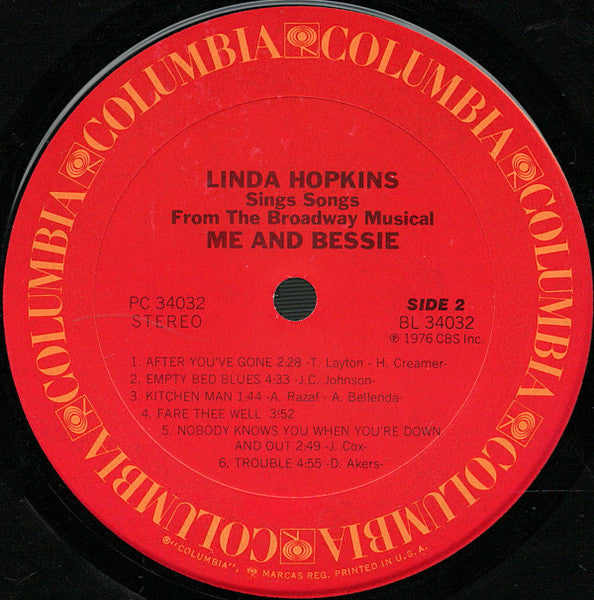 COLUMBIA COLUMBIA COLUMBIA COLUMBIA COLUMBIA COLUMBIA
LINDA HOPKINS
Sings Songs
From The Broadway Musical
ME AND BESSIE
PC 34032
STEREO
SIDE 2
BL 34032
℗ 1976 CBS Inc.
1. AFTER YOU'VE GONE 2:28 -T. Layton - H. Creamer-
2. EMPTY BED BLUES 4:33 -J.C. Johnson-
3. KITCHEN MAN 1:44 -A. Razaf - A. Bellenda-
4. FARE THEE WELL 3:52
5. NOBODY KNOWS YOU WHEN YOU'RE DOWN
AND OUT 2:49 -J. Cox-
6. TROUBLE 4:55 -D. Akers-
®"COLUMBIA", MARCAS REG. PRINTED IN U.S.A.